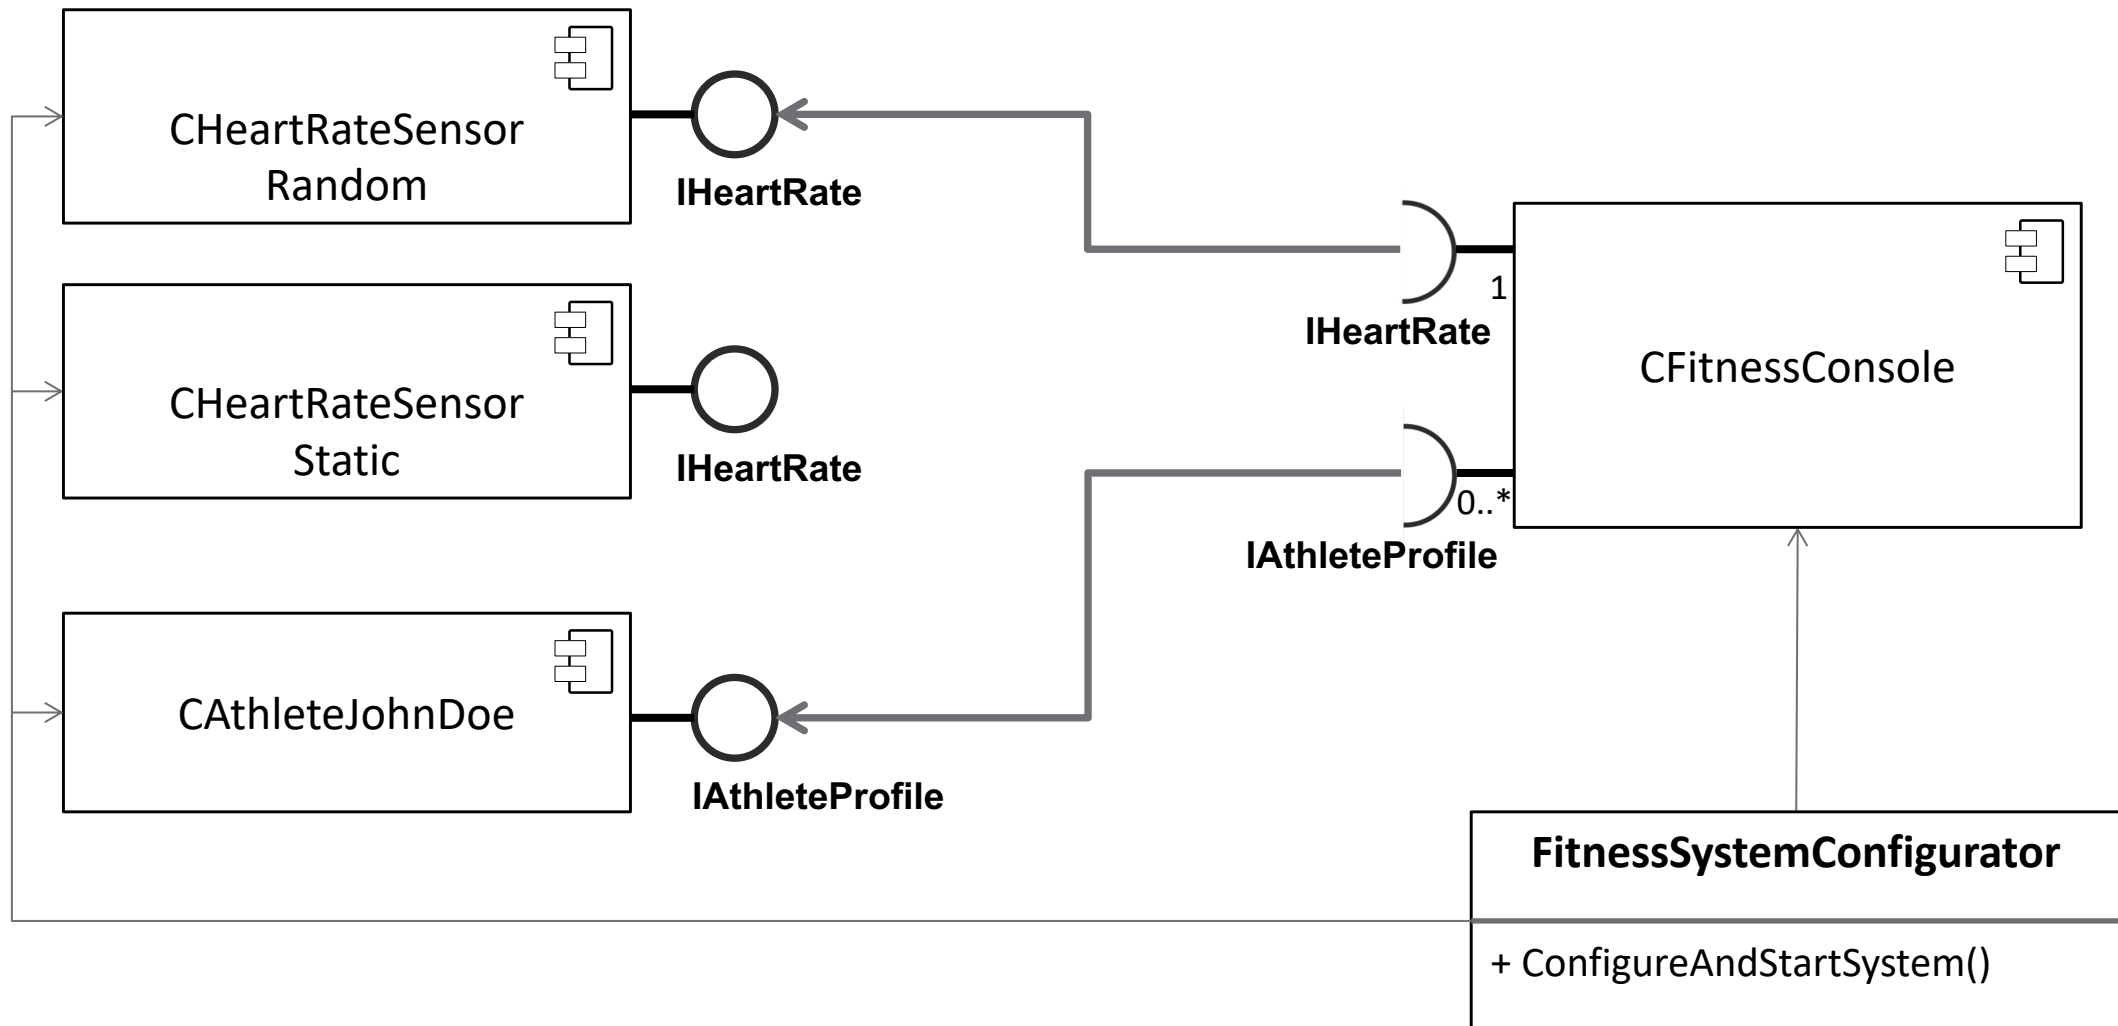 CHeartRateSensor
Random
IHeartRate
IHeartRate
1
CFitnessConsole
CHeartRateSensor
Static
IHeartRate
0..*
IAthleteProfile
CAthleteJohnDoe
IAthleteProfile
FitnessSystemConfigurator
+ ConfigureAndStartSystem()